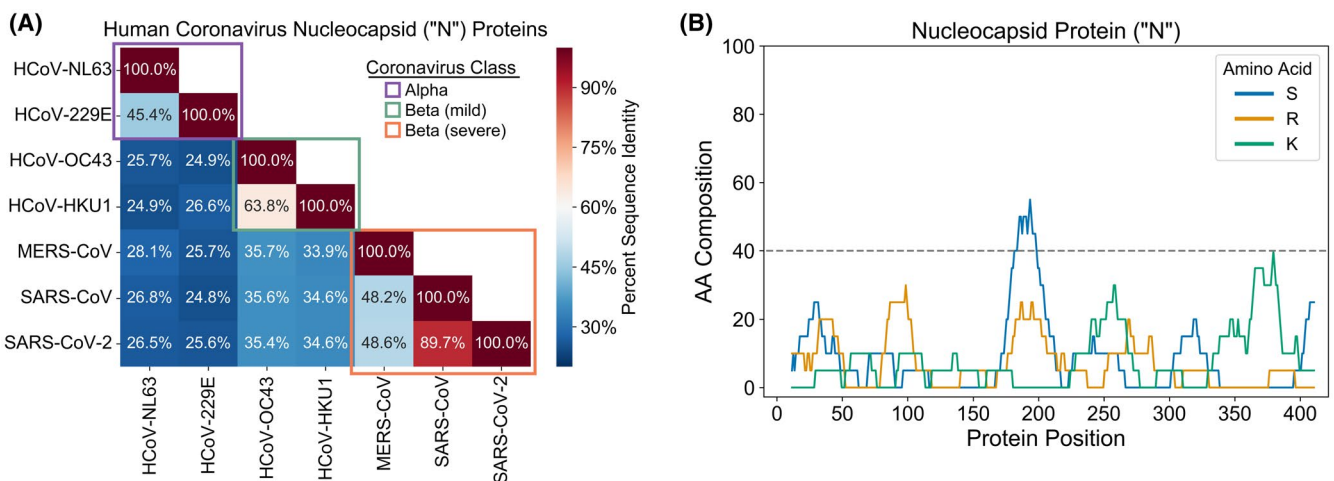 (A)
Human Coronavirus Nucleocapsid ("N") Proteins
HCoV-NL63 100.0%
HCoV-229E 45.4% 100.0%
HCoV-OC43 25.7% 24.9% 100.0%
HCoV-HKU1 24.9% 26.6% 63.8% 100.0%
MERS-CoV 28.1% 25.7% 35.7% 33.9% 100.0%
SARS-CoV 26.8% 24.8% 35.6% 34.6% 48.2% 100.0%
SARS-CoV-2 26.5% 25.6% 35.4% 34.6% 48.6% 89.7% 100.0%
HCoV-NL63
HCoV-229E
HCoV-OC43
HCoV-HKU1
MERS-CoV
SARS-CoV
SARS-CoV-2
Coronavirus Class
Alpha
Beta (mild)
Beta (severe)
90%
75%
60%
45%
30%
Percent Sequence Identity
(B)
Nucleocapsid Protein ("N")
AA Composition
100
80
60
40
20
0
Amino Acid
S
R
K
0 50 100 150 200 250 300 350 400
Protein Position